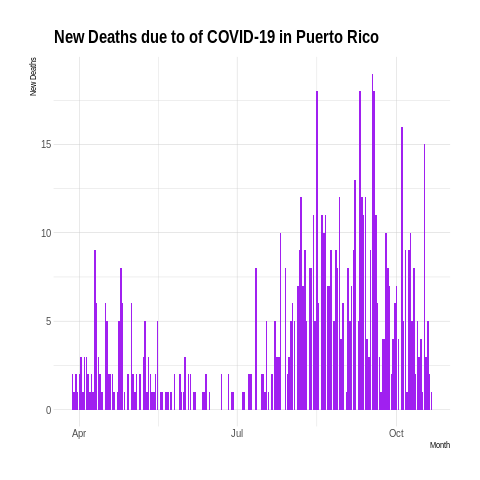 New Deaths due to of COVID-19 in Puerto Rico
New Deaths
15
10
5
0
Apr
Jul
Oct
Month